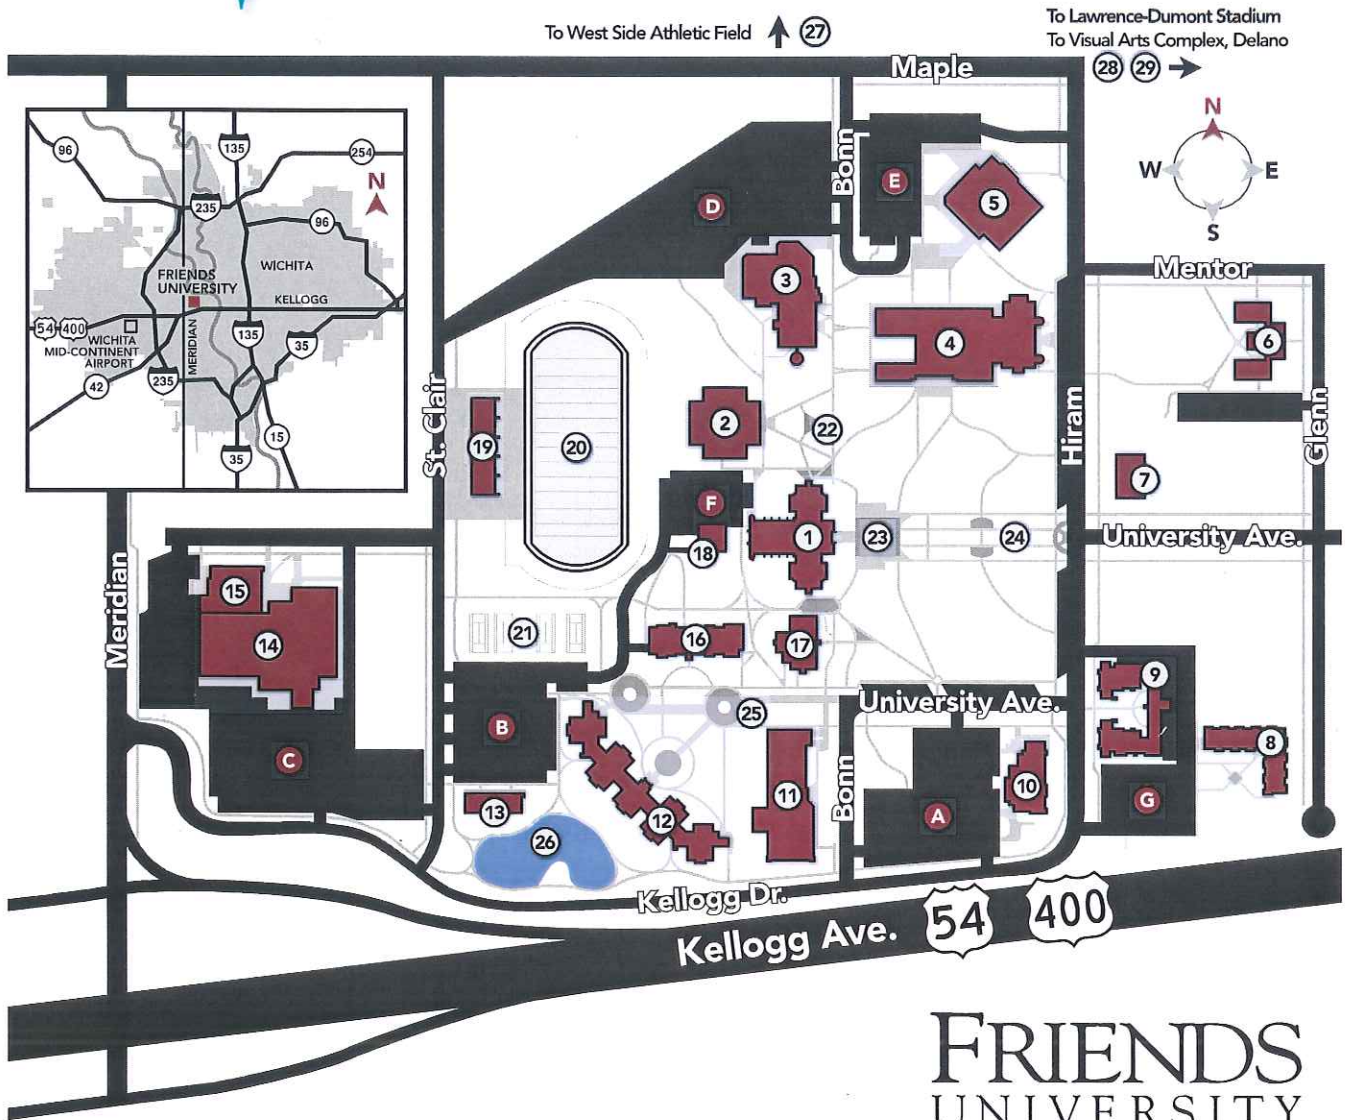 To West Side Athletic Field 27
To Lawrence-Dumont Stadium
To Visual Arts Complex, Delano
28 29
Maple
N
W E
S
96
135
254
N
235
96
FRIENDS
UNIVERSITY
WICHITA
KELLOGG
54 400
WICHITA
MID-CONTINENT
AIRPORT
MERIDIAN
135
35
42
235
15
35
Bonn
D
E
5
3
4
Mentor
6
Glenn
Hiram
St. Clair
19
20
2
22
7
F
18
1
23
24
University Ave.
Meridian
15
14
21
16
17
9
University Ave.
B
25
C
8
13
12
11
Bonn
10
A
G
26
Kellogg Dr.
Kellogg Ave.
54 400
FRIENDS
UNIVERSITY